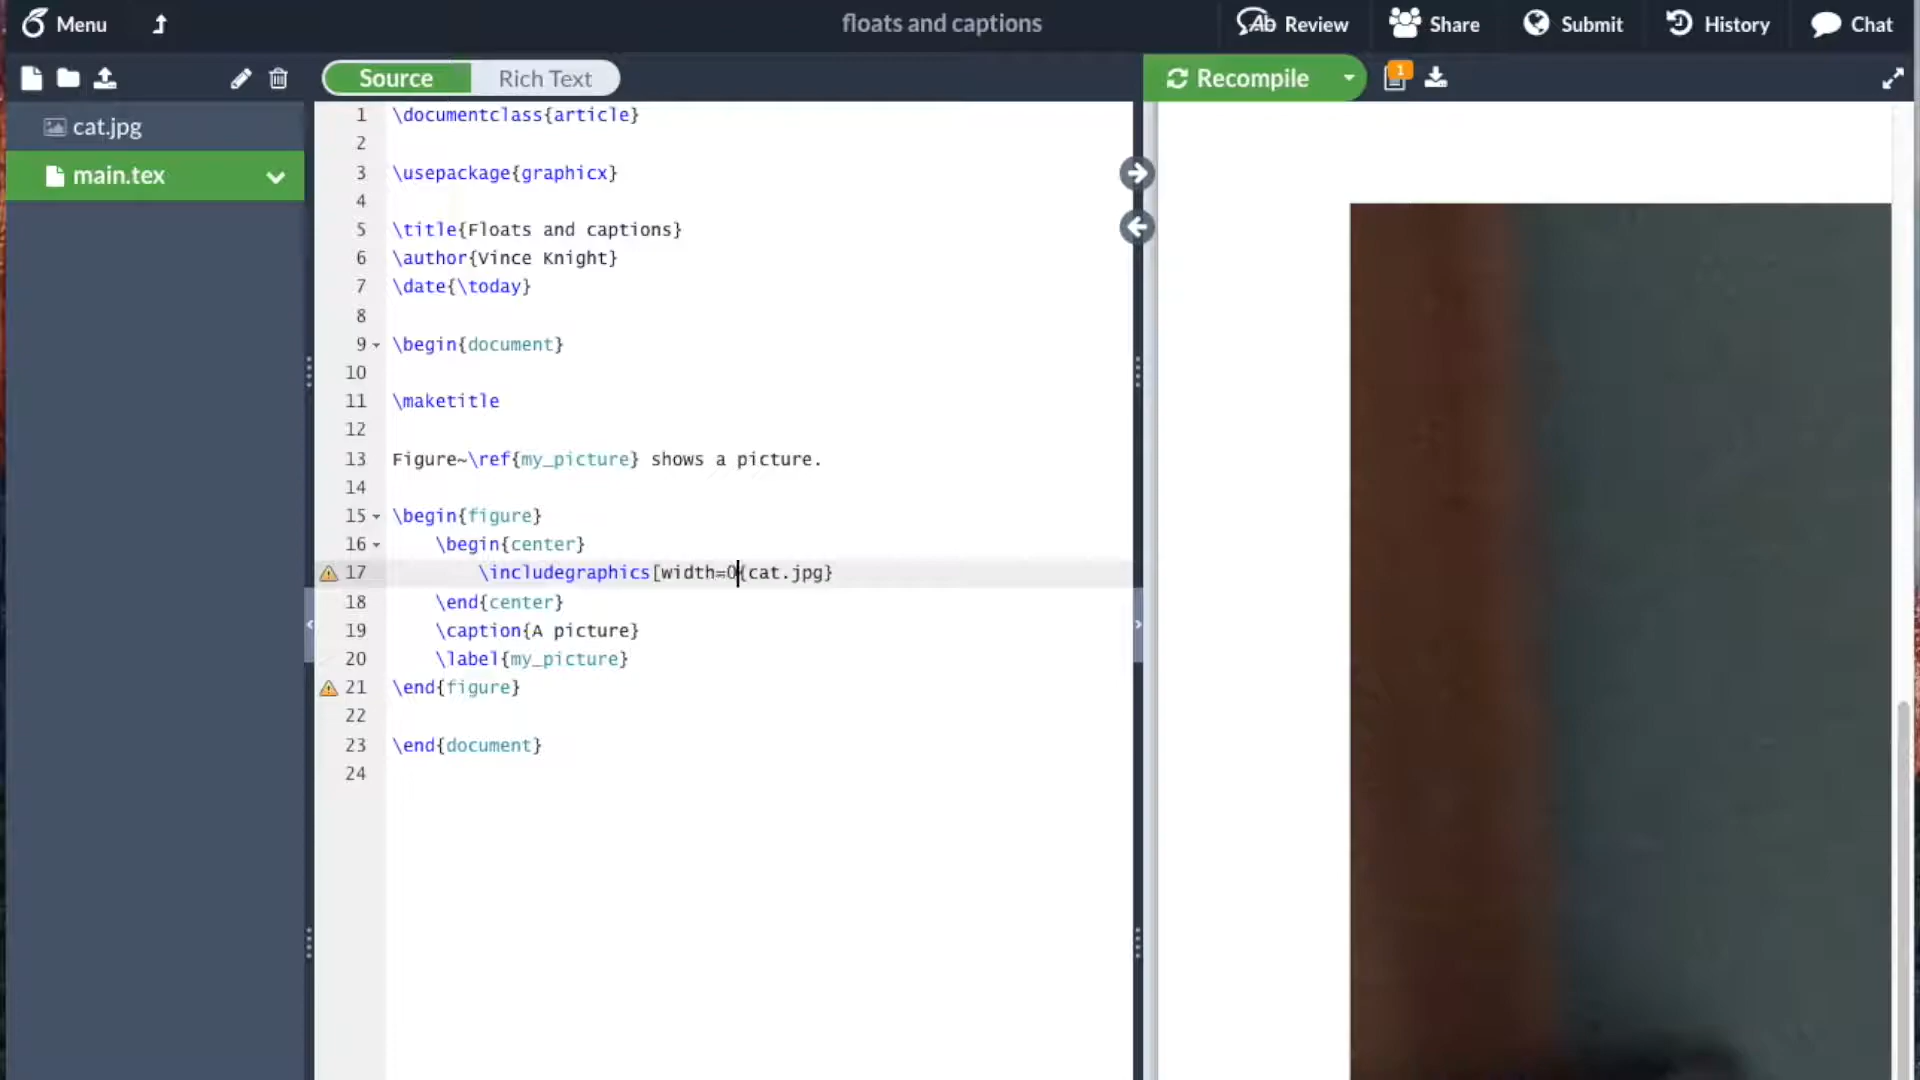 Menu
floats and captions
Ab Review
Share
Submit
History
Chat
Source
Rich Text
Recompile
1
cat.jpg
main.tex
1 \documentclass{article}
2
3 \usepackage{graphicx}
4
5 \title{Floats and captions}
6 \author{Vince Knight}
7 \date{\today}
8
9 \begin{document}
10
11 \maketitle
12
13 Figure~\ref{my_picture} shows a picture.
14
15 \begin{figure}
16 \begin{center}
17 \includegraphics[width=0{cat.jpg}
18 \end{center}
19 \caption{A picture}
20 \label{my_picture}
21 \end{figure}
22
23 \end{document}
24